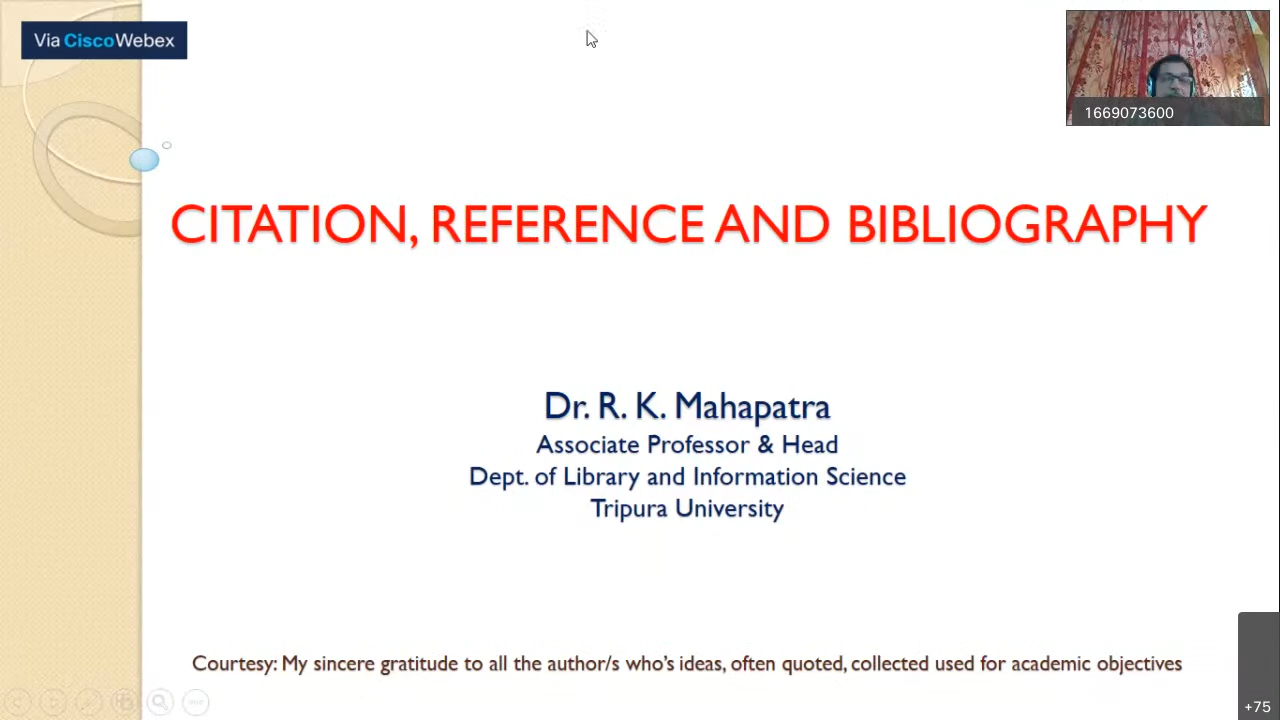 Via CiscoWebex
1669073600
CITATION, REFERENCE AND BIBLIOGRAPHY
Dr. R. K. Mahapatra
Associate Professor & Head
Dept. of Library and Information Science
Tripura University
Courtesy: My sincere gratitude to all the author/s who's ideas, often quoted, collected used for academic objectives
+75